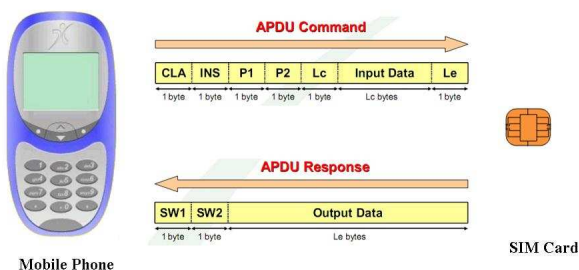 APDU Command
CLA INS P1 P2 Lc Input Data Le
1 byte 1 byte 1 byte 1 byte 1 byte Lc bytes 1 byte
APDU Response
SW1 SW2 Output Data
1 byte 1 byte Le bytes
SIM Card
Mobile Phone